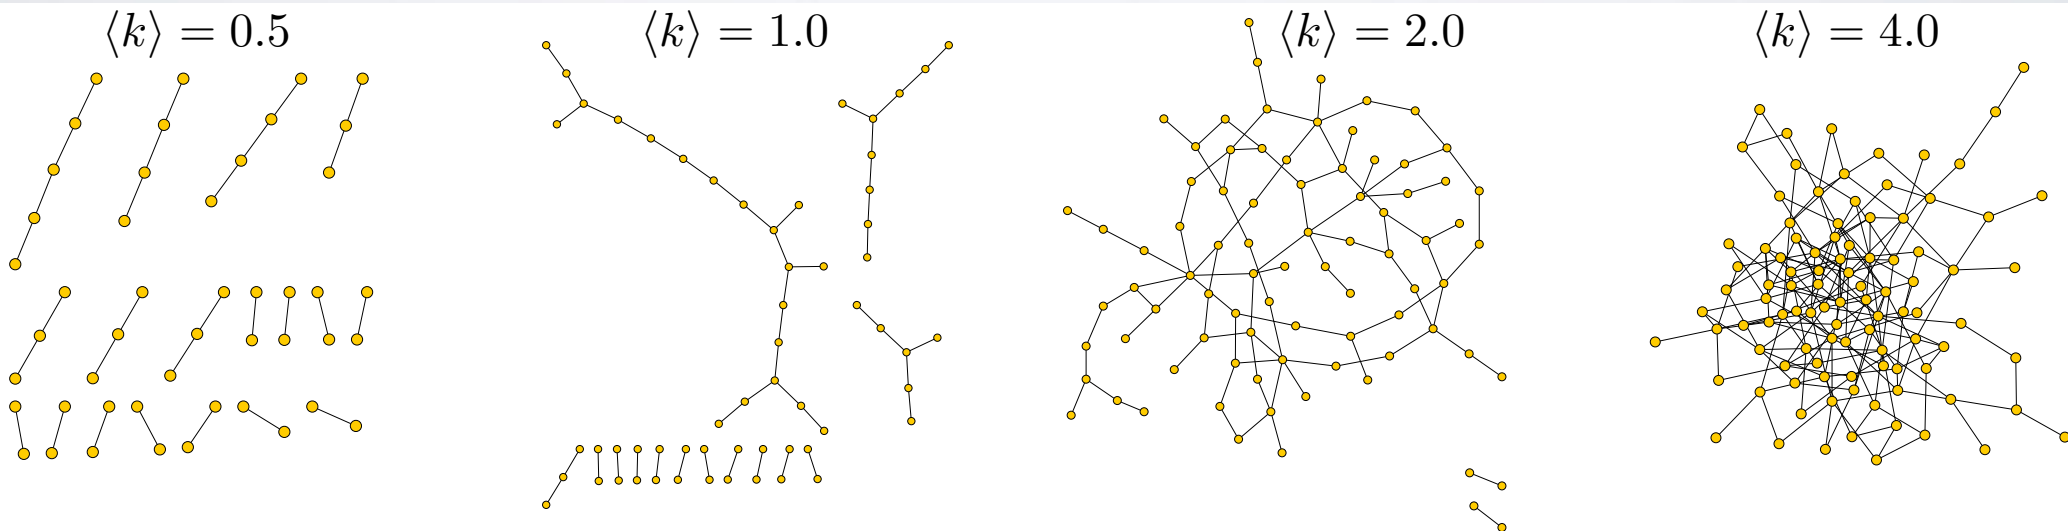 ⟨k⟩ = 0.5
⟨k⟩ = 1.0
⟨k⟩ = 2.0
⟨k⟩ = 4.0